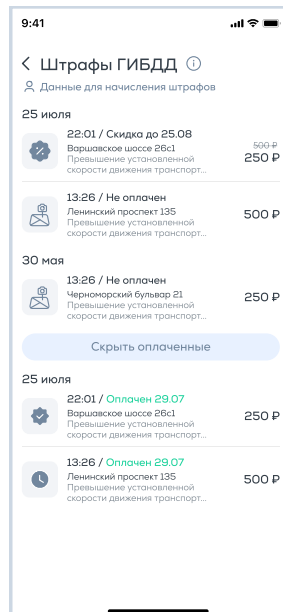 9:41
Штрафы ГИБДД
Данные для начисления штрафов
25 июля
22:01 / Скидка до 25.08
Варшавское шоссе 26с1
Превышение установленной
скорости движения транспорт...
500 ₽
250 ₽
13:26 / Не оплачен
Ленинский проспект 135
Превышение установленной
скорости движения транспорт...
500 ₽
30 мая
13:26 / Не оплачен
Черноморский бульвар 21
Превышение установленной
скорости движения транспорт...
250 ₽
Скрыть оплаченные
25 июля
22:01 / Оплачен 29.07
Варшавское шоссе 26с1
Превышение установленной
скорости движения транспорт...
250 ₽
13:26 / Оплачен 29.07
Ленинский проспект 135
Превышение установленной
скорости движения транспорт...
500 ₽